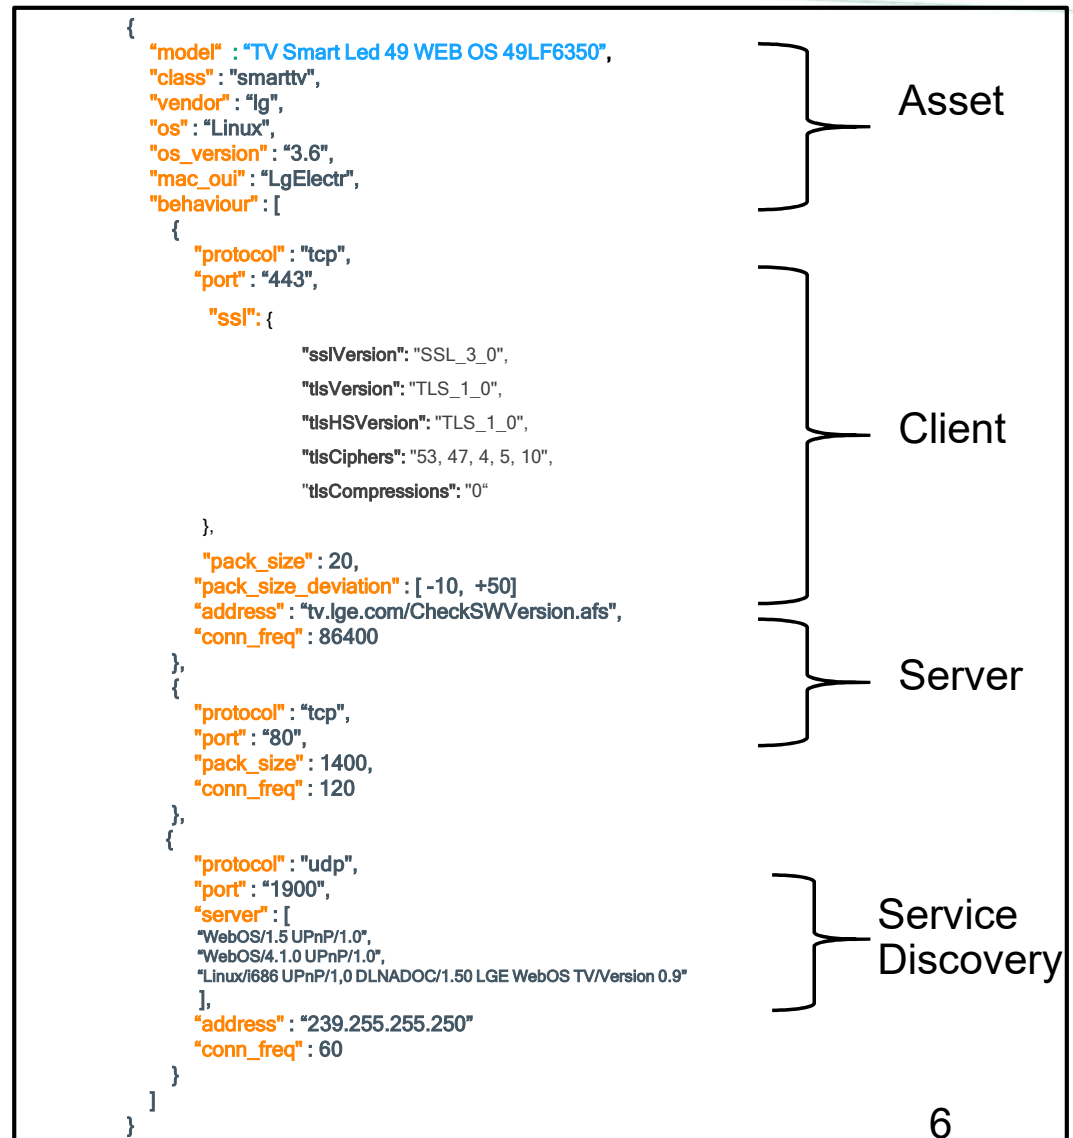 {
"model" : “TV Smart Led 49 WEB OS 49LF6350”,
"class" : "smarttv",
"vendor" : “lg",
"os" : “Linux”,
"os_version" : “3.6”,
"mac_oui" : “LgElectr”,
"behaviour" : [
{
"protocol" : "tcp",
“port" : “443”,
"ssl": {
"sslVersion": "SSL_3_0",
"tlsVersion": "TLS_1_0",
"tlsHSVersion": "TLS_1_0",
"tlsCiphers": "53, 47, 4, 5, 10",
"tlsCompressions": "0“
},
"pack_size" : 20,
"pack_size_deviation" : [ -10, +50]
“address" : “tv.lge.com/CheckSWVersion.afs",
“conn_freq" : 86400
},
{
"protocol" : “tcp”,
"port" : “80”,
"pack_size" : 1400,
“conn_freq" : 120
},
{
"protocol" : "udp",
"port" : “1900”,
“server" : [
“WebOS/1.5 UPnP/1.0”,
“WebOS/4.1.0 UPnP/1.0”,
“Linux/i686 UPnP/1,0 DLNADOC/1.50 LGE WebOS TV/Version 0.9”
],
“address" : “239.255.255.250”
“conn_freq" : 60
}
]
}
Asset
Client
Server
Service
Discovery
6